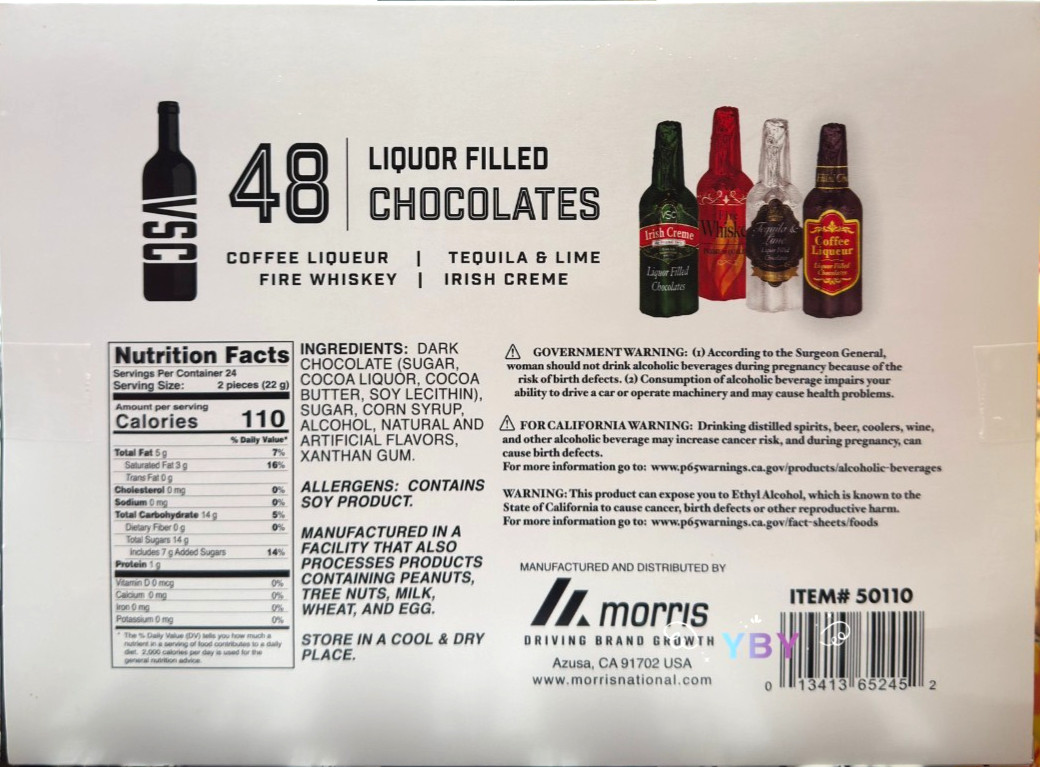 VSC
48
LIQUOR FILLED
CHOCOLATES
COFFEE LIQUEUR | TEQUILA & LIME
FIRE WHISKEY | IRISH CREME
VSC
Irish Creme
Liquor Filled
Chocolates
Tequila &
Lime
Coffee
Liqueur
Liquor Filled
Chocolates
Nutrition Facts
Servings Per Container 24
Serving Size: 2 pieces (22 g)
Amount per serving
Calories 110
% Daily Value*
Total Fat 5 g 7%
Saturated Fat 3 g 16%
Trans Fat 0 g
Cholesterol 0 mg 0%
Sodium 0 mg 0%
Total Carbohydrate 14 g 5%
Dietary Fiber 0 g 0%
Total Sugars 14 g
Includes 7 g Added Sugars 14%
Protein 1 g
Vitamin D 0 mcg 0%
Calcium 0 mg 0%
Iron 0 mg 0%
Potassium 0 mg 0%
* The % Daily Value (DV) tells you how much a
nutrient in a serving of food contributes to a daily
diet. 2,000 calories per day is used for the
general nutrition advice.
INGREDIENTS: DARK
CHOCOLATE (SUGAR,
COCOA LIQUOR, COCOA
BUTTER, SOY LECITHIN),
SUGAR, CORN SYRUP,
ALCOHOL, NATURAL AND
ARTIFICIAL FLAVORS,
XANTHAN GUM.
ALLERGENS: CONTAINS
SOY PRODUCT.
MANUFACTURED IN A
FACILITY THAT ALSO
PROCESSES PRODUCTS
CONTAINING PEANUTS,
TREE NUTS, MILK,
WHEAT, AND EGG.
STORE IN A COOL & DRY
PLACE.
GOVERNMENT WARNING: (1) According to the Surgeon General,
woman should not drink alcoholic beverages during pregnancy because of the
risk of birth defects. (2) Consumption of alcoholic beverage impairs your
ability to drive a car or operate machinery and may cause health problems.
FOR CALIFORNIA WARNING: Drinking distilled spirits, beer, coolers, wine,
and other alcoholic beverage may increase cancer risk, and during pregnancy, can
cause birth defects.
For more information go to: www.p65warnings.ca.gov/products/alcoholic-beverages
WARNING: This product can expose you to Ethyl Alcohol, which is known to the
State of California to cause cancer, birth defects or other reproductive harm.
For more information go to: www.p65warnings.ca.gov/fact-sheets/foods
MANUFACTURED AND DISTRIBUTED BY
morris
DRIVING BRAND GROWTH
Azusa, CA 91702 USA
www.morrisnational.com
YBY
ITEM# 50110
0 13413 65245 2